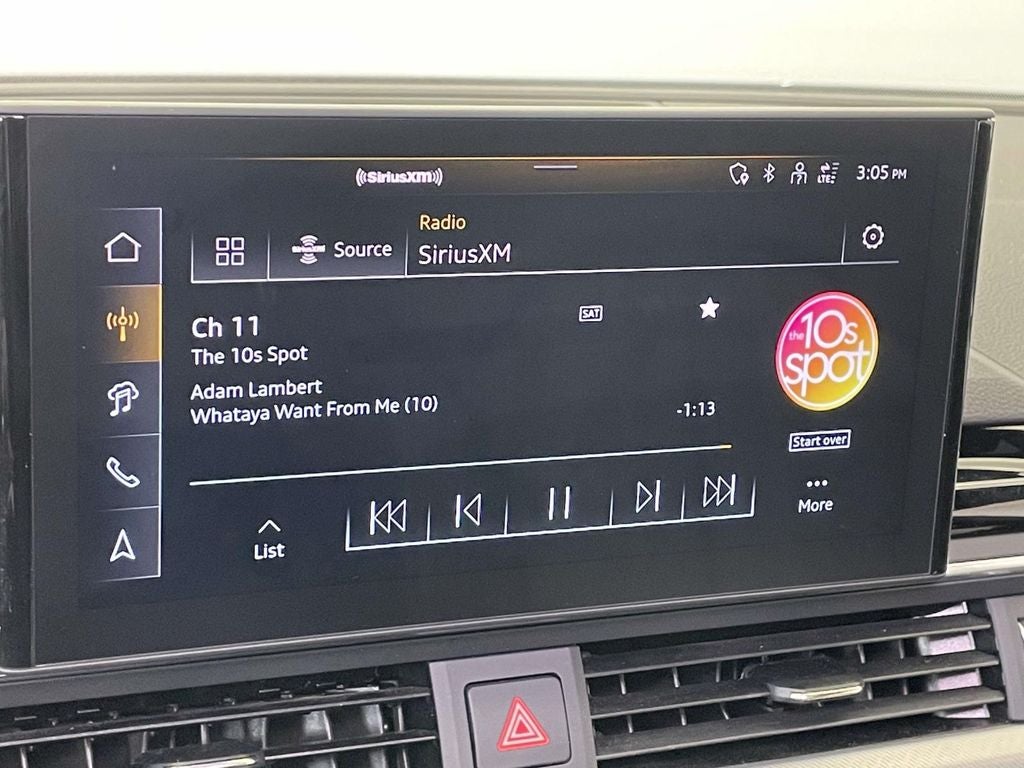 SiriusXM
LTE
3:05 PM
Radio
Source
SiriusXM
Ch 11
SAT
The 10s Spot
Adam Lambert
Whataya Want From Me (10)
-1:13
the 10s
spot
Start over
List
More